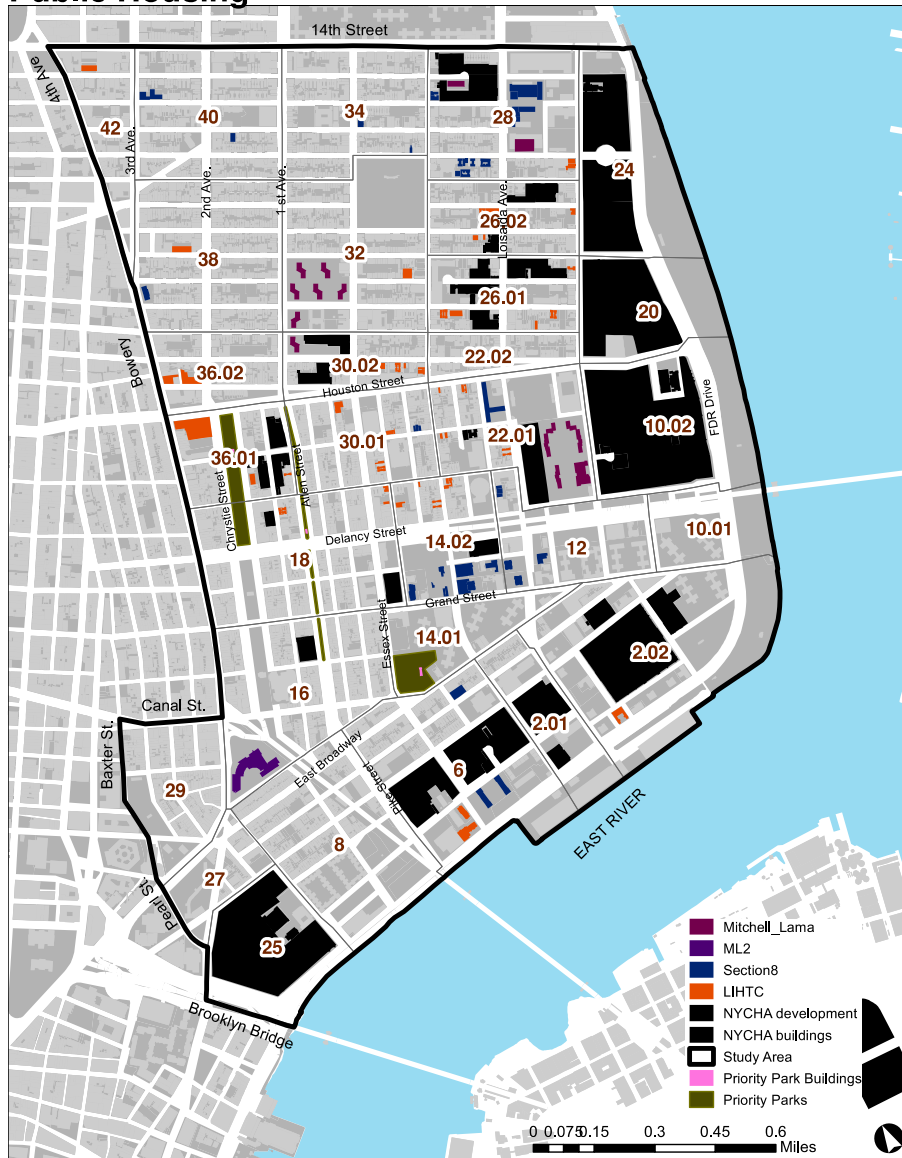 Public Housing
14th Street
4th Ave
42
3rd Ave.
40
2nd Ave.
1 st Ave.
34
28
24
Loisaida Ave.
26.02
38
32
26.01
20
Bowery
36.02
30.02
22.02
Houston Street
FDR Drive
10.02
36.01
30.01
22.01
Chrystie Street
Allen Street
Delancy Street
18
14.02
12
10.01
Grand Street
Essex Street
14.01
2.02
16
Canal St.
Baxter St.
29
East Broadway
2.01
6
Pike Street
8
EAST RIVER
27
Pearl St.
25
Brooklyn Bridge
Mitchell_Lama
ML2
Section8
LIHTC
NYCHA development
NYCHA buildings
Study Area
Priority Park Buildings
Priority Parks
0 0.075 0.15 0.3 0.45 0.6
Miles